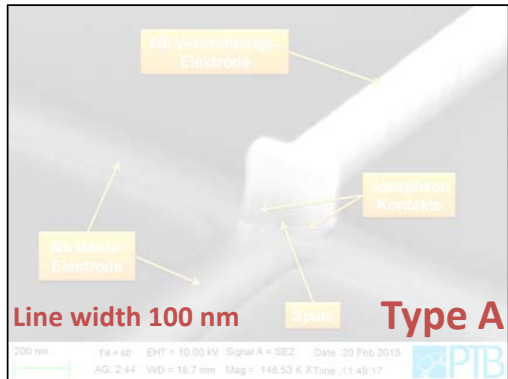 Nb Verdrahtungs-
Elektrode
Josephson
Kontakte
Nb Basis-
Elektrode
Spule
Line width 100 nm
Type A
200 nm
Tilt = 60
EHT = 10.00 kV
Signal A = SE2
Date :20 Feb 2015
AG: 2.44
WD = 18.7 mm
Mag = 148.53 K X
Time :11:49:17
PTB